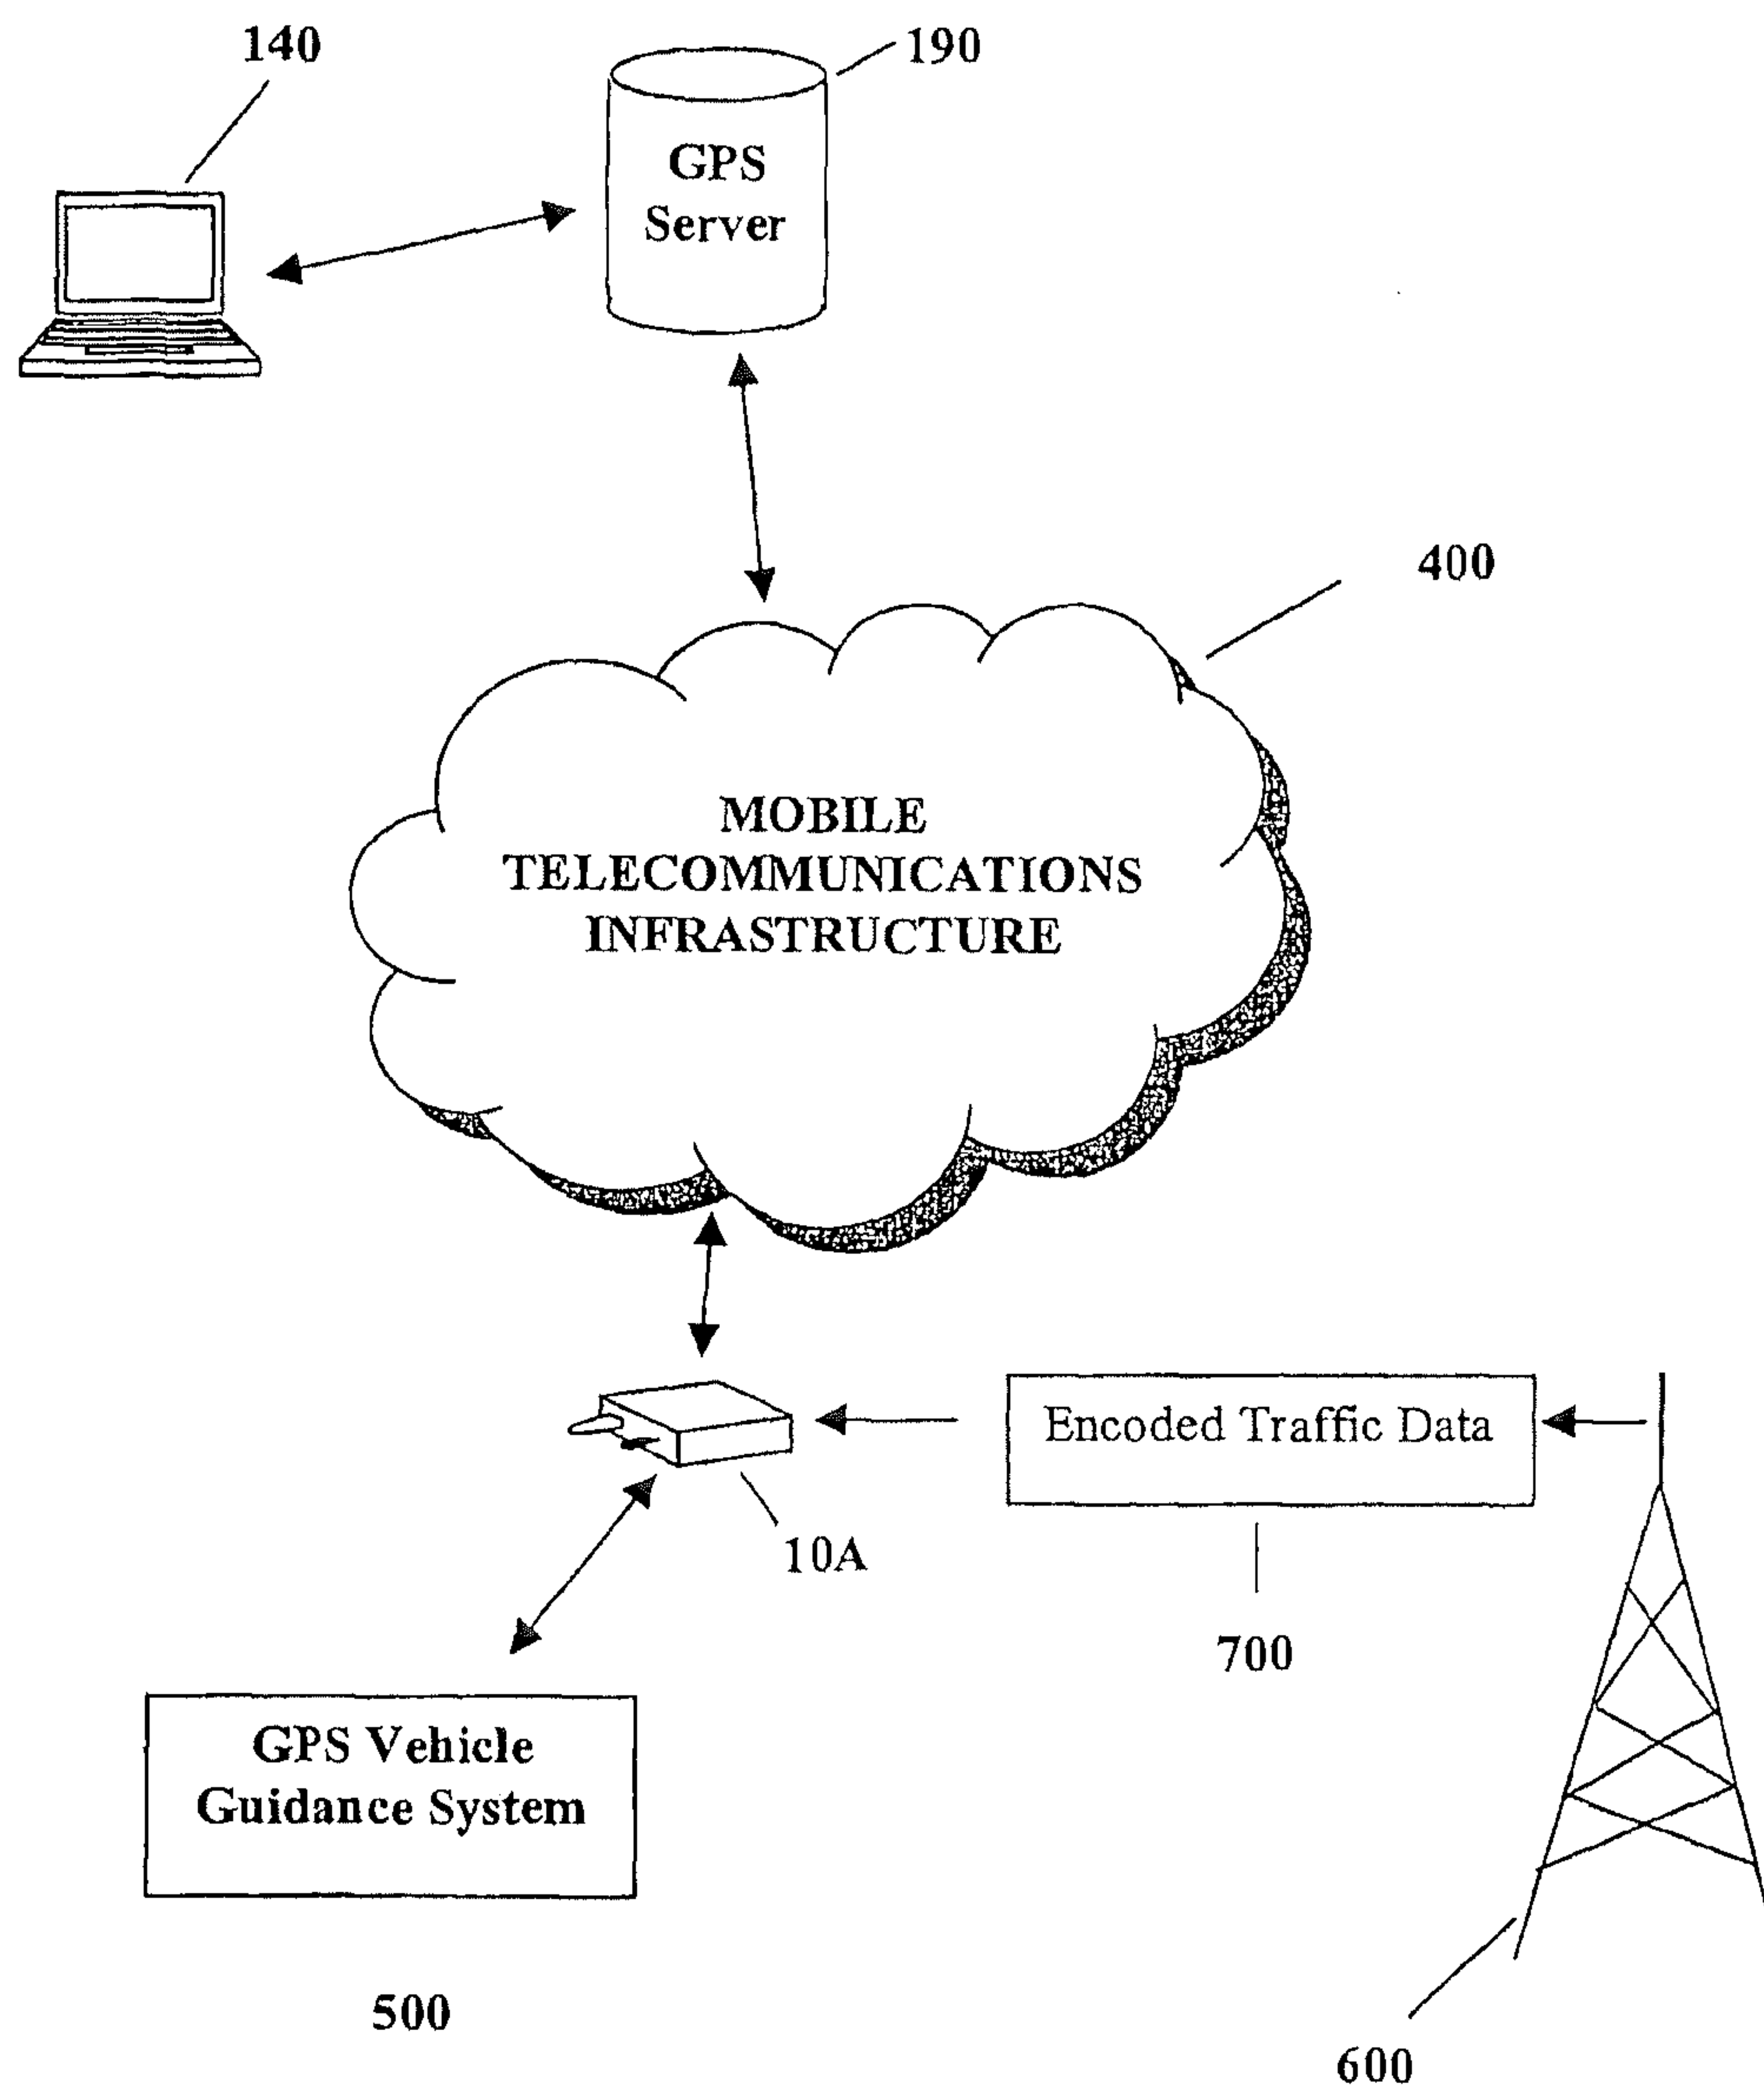 140
190
GPS
Server
400
MOBILE
TELECOMMUNICATIONS
INFRASTRUCTURE
Encoded Traffic Data
10A
700
GPS Vehicle
Guidance System
500
600